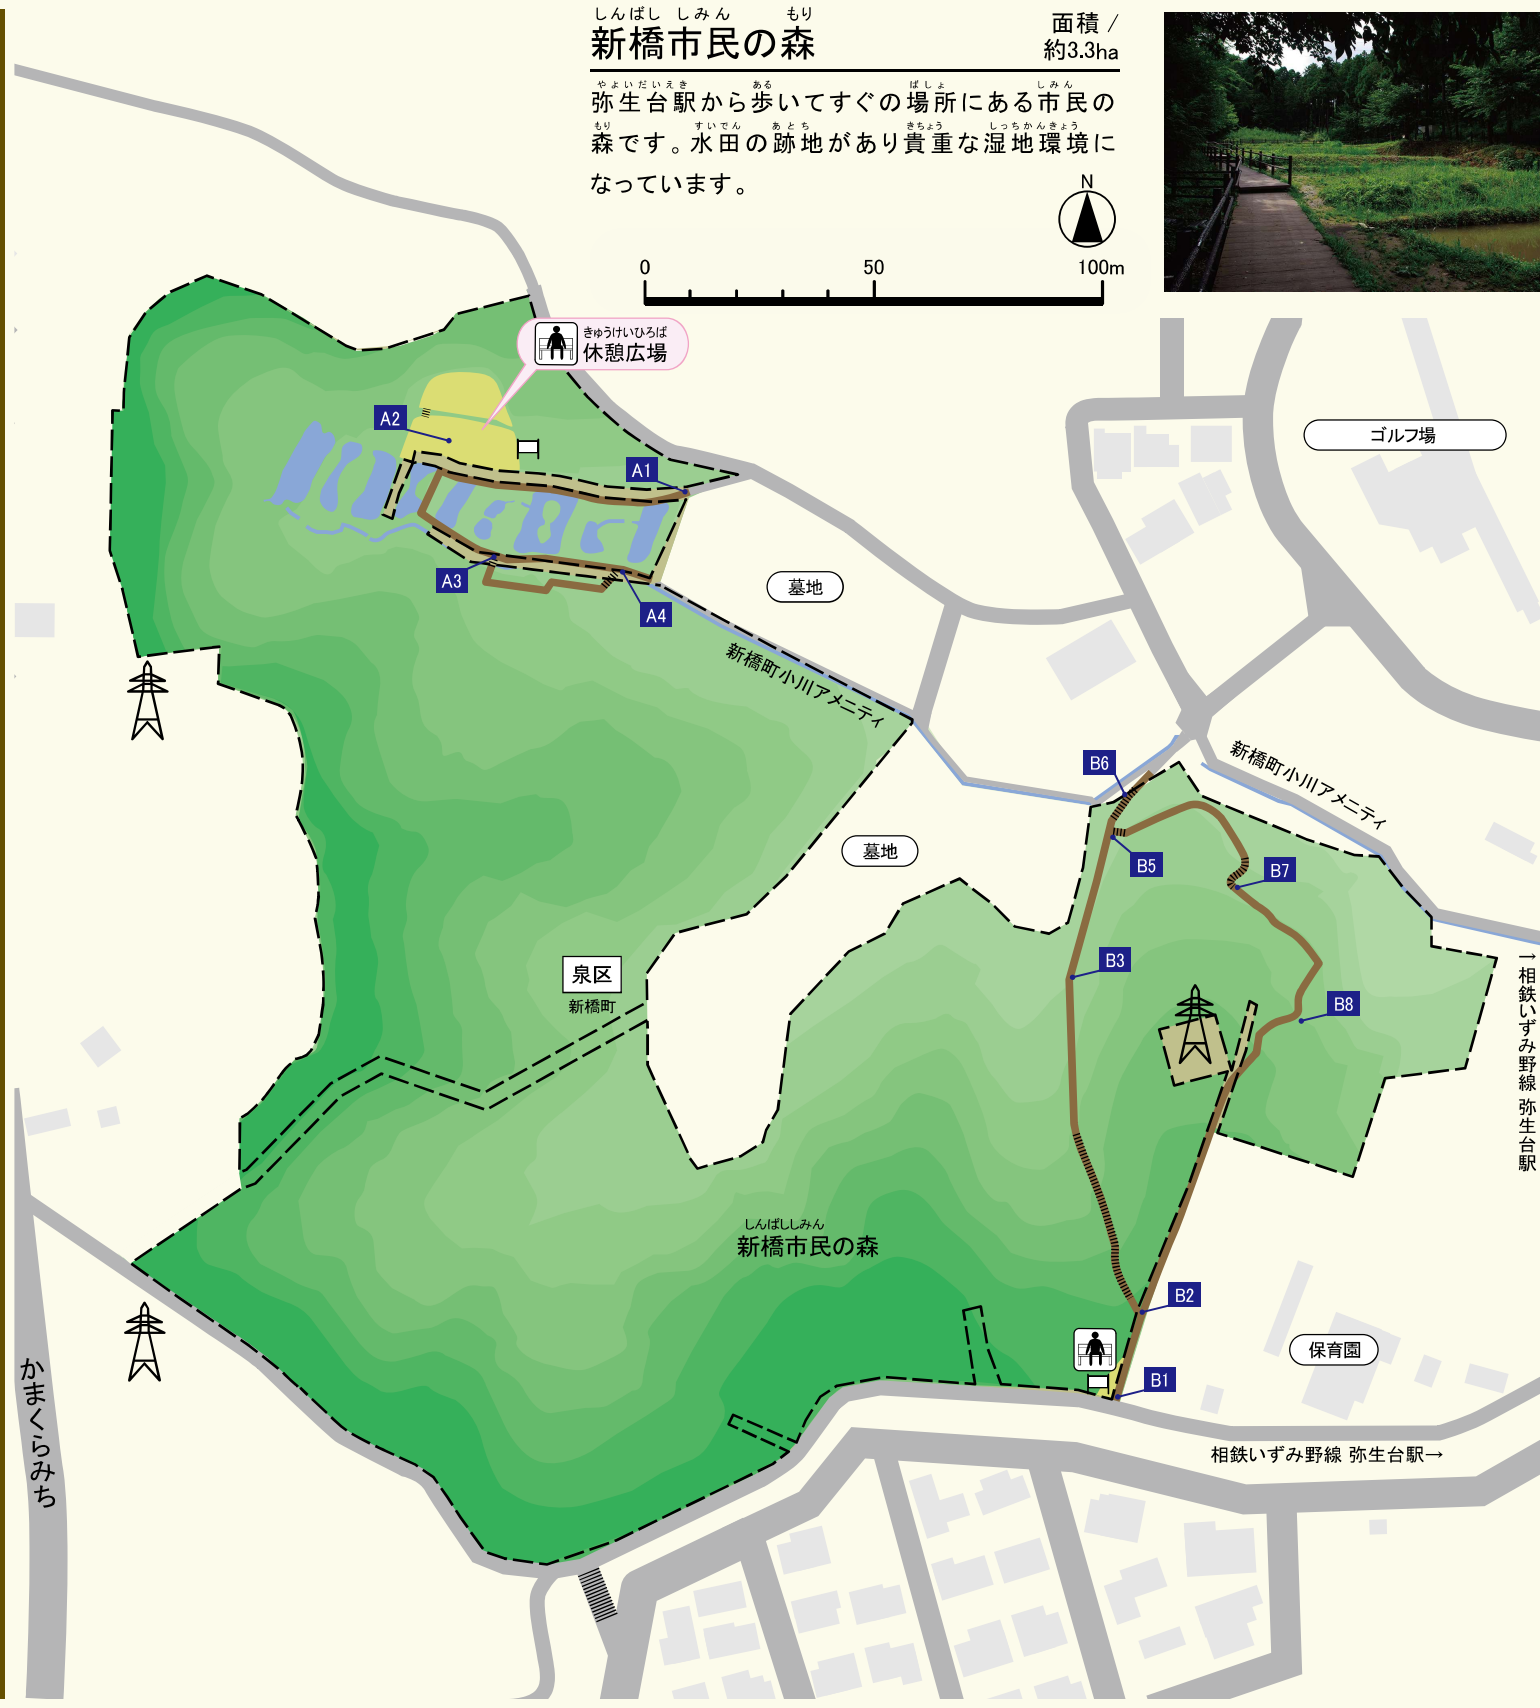 しんばし しみん もり
新橋市民の森
面積 /
約3.3ha
やよいだいえき ある ばしょ しみん
弥生台駅から歩いてすぐの場所にある市民の
もり すいでん あとち きちょう しっちかんきょう
森です。水田の跡地があり貴重な湿地環境に
なっています。
N
0 50 100m
きゅうけいひろば
休憩広場
ゴルフ場
A2
A1
A3
A4
墓地
新橋町小川アメニティ
B6
新橋町小川アメニティ
墓地
B5
B7
B3
泉区
新橋町
B8
→相鉄いずみ野線 弥生台駅
しんばししみん
新橋市民の森
B2
保育園
B1
かまくらみち
相鉄いずみ野線 弥生台駅→